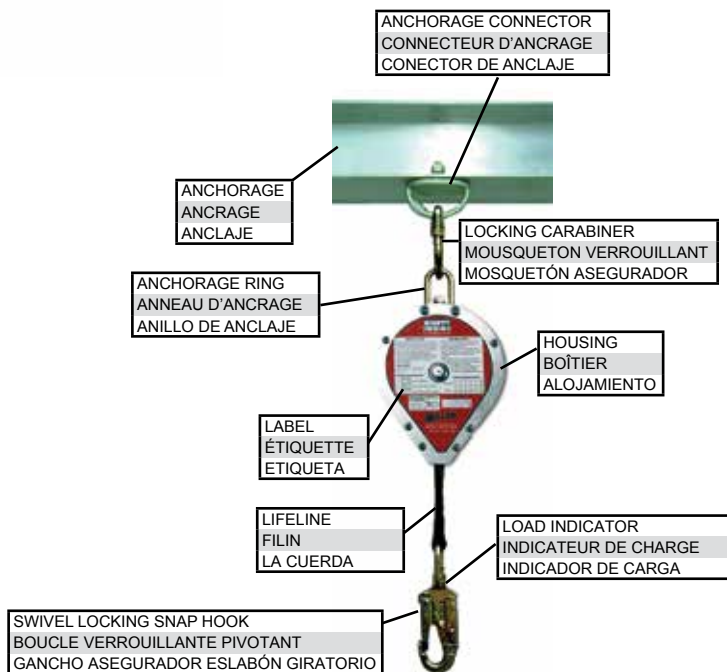 ANCHORAGE CONNECTOR
CONNECTEUR D'ANCRAGE
CONECTOR DE ANCLAJE
ANCHORAGE
ANCRAGE
ANCLAJE
LOCKING CARABINER
MOUSQUETON VERROUILLANT
MOSQUETÓN ASEGURADOR
ANCHORAGE RING
ANNEAU D'ANCRAGE
ANILLO DE ANCLAJE
HOUSING
BOÎTIER
ALOJAMIENTO
LABEL
ÉTIQUETTE
ETIQUETA
LIFELINE
FILIN
LA CUERDA
LOAD INDICATOR
INDICATEUR DE CHARGE
INDICADOR DE CARGA
SWIVEL LOCKING SNAP HOOK
BOUCLE VERROUILLANTE PIVOTANT
GANCHO ASEGURADOR ESLABÓN GIRATORIO